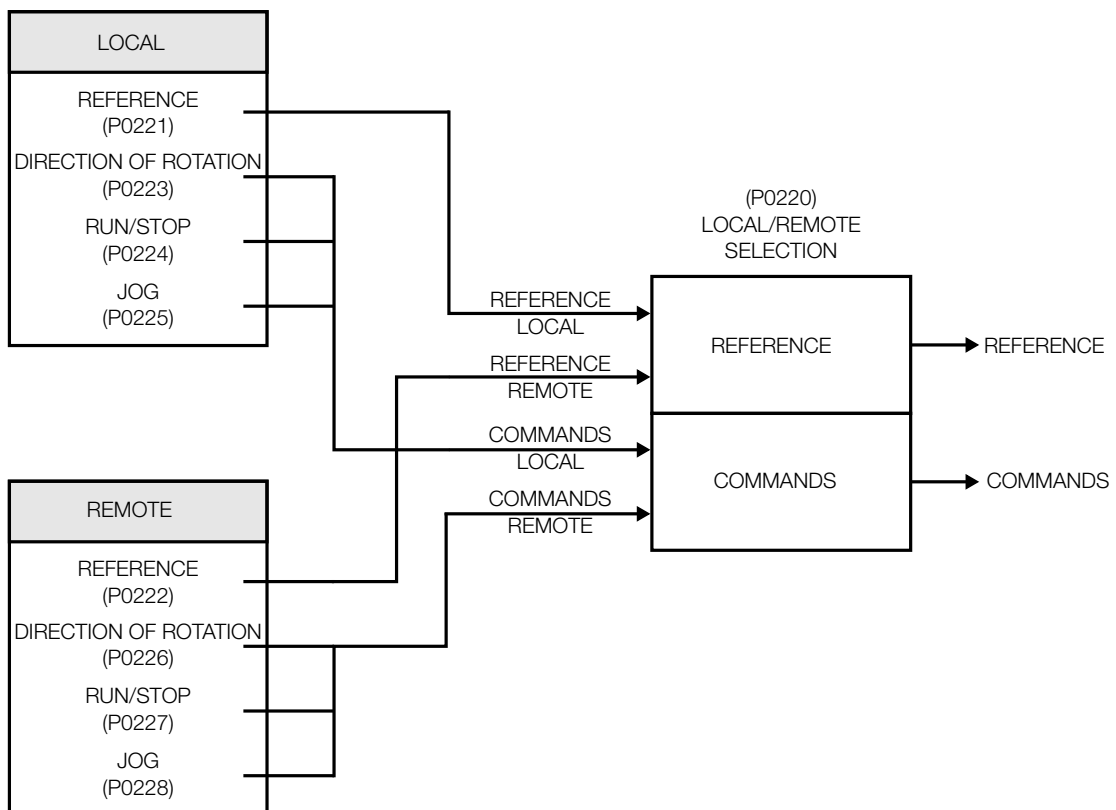 LOCAL
REFERENCE
(P0221)
DIRECTION OF ROTATION
(P0223)
RUN/STOP
(P0224)
JOG
(P0225)
REMOTE
REFERENCE
(P0222)
DIRECTION OF ROTATION
(P0226)
RUN/STOP
(P0227)
JOG
(P0228)
REFERENCE
LOCAL
REFERENCE
REMOTE
COMMANDS
LOCAL
COMMANDS
REMOTE
(P0220)
LOCAL/REMOTE
SELECTION
REFERENCE
COMMANDS
REFERENCE
COMMANDS